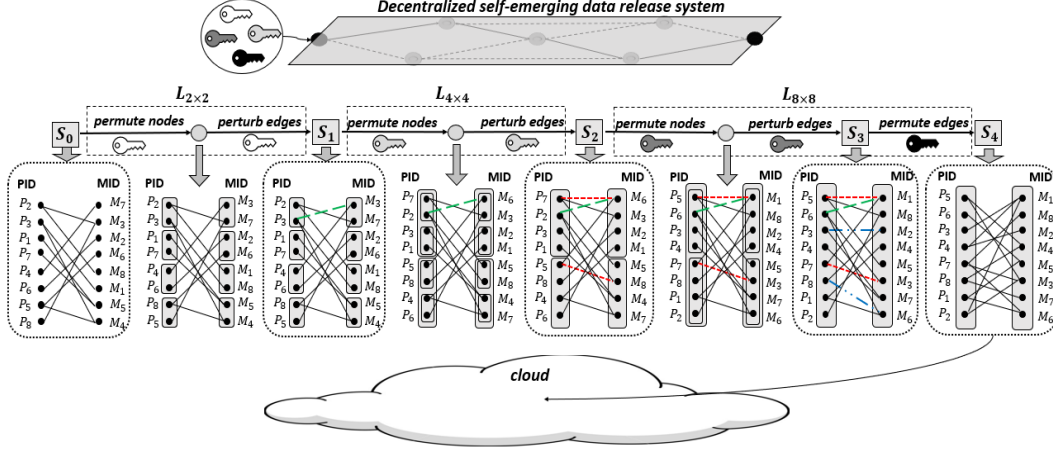 Decentralized self-emerging data release system
L2×2
L4×4
L8×8
S0
permute nodes
perturb edges
S1
permute nodes
perturb edges
S2
permute nodes
perturb edges
S3
permute edges
S4
PID MID
P2 M7
P3 M3
P1 M2
P7 M6
P4 M8
P6 M1
P5 M5
P8 M4
PID MID
P2 M3
P3 M7
P1 M2
P7 M6
P4 M1
P6 M8
P8 M5
P5 M4
PID MID
P2 M3
P3 M7
P1 M2
P7 M6
P4 M1
P6 M8
P8 M5
P5 M4
PID MID
P7 M6
P2 M3
P3 M2
P1 M1
P5 M5
P8 M8
P4 M4
P6 M7
PID MID
P7 M6
P2 M3
P3 M2
P1 M1
P5 M5
P8 M8
P4 M4
P6 M7
PID MID
P5 M1
P6 M8
P3 M2
P4 M4
P7 M5
P8 M3
P1 M7
P2 M6
PID MID
P5 M1
P6 M8
P3 M2
P4 M4
P7 M5
P8 M3
P1 M7
P2 M6
PID MID
P5 M1
P6 M8
P3 M2
P4 M4
P7 M5
P8 M3
P1 M7
P2 M6
cloud